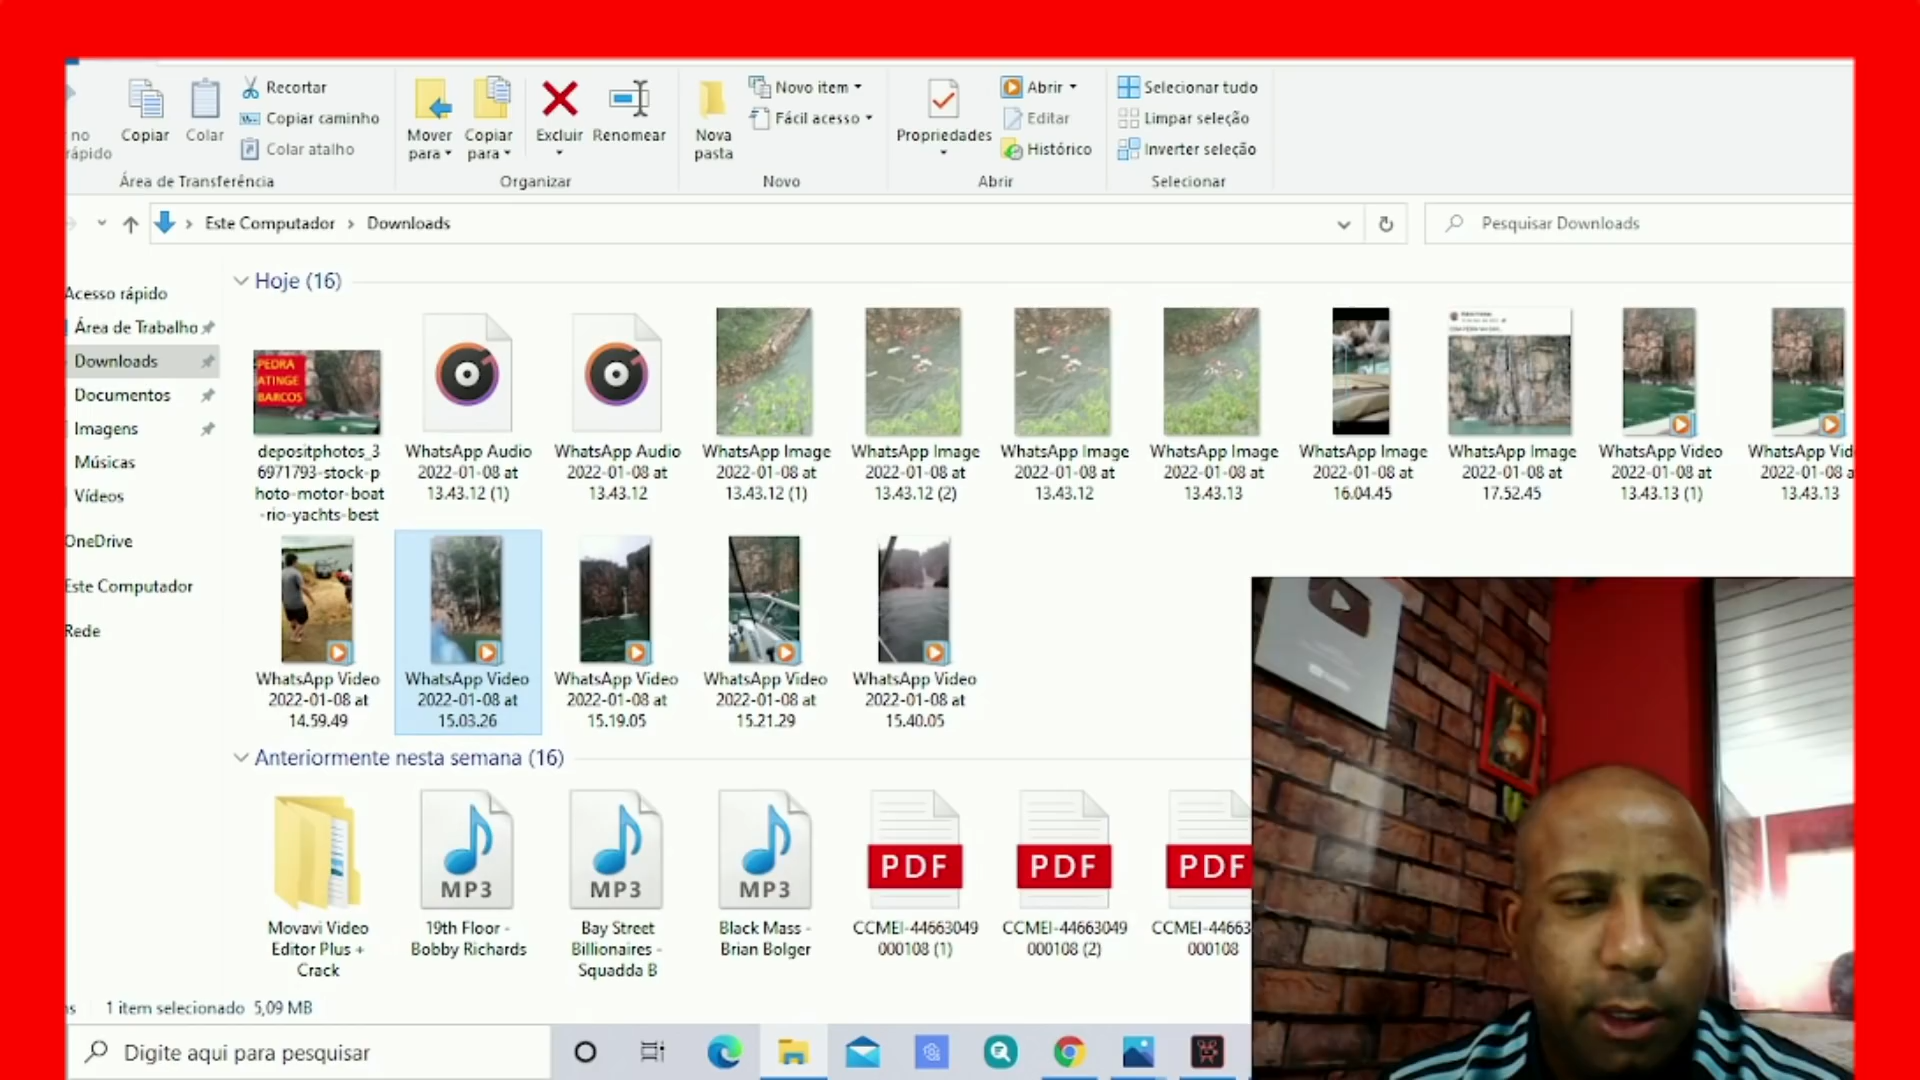 Recortar
Novo item
Abrir
Selecionar tudo
Copiar caminho
Fácil acesso
Editar
Limpar seleção
no
Copiar
Colar
Mover
Copiar
Excluir
Renomear
Nova
Propriedades
rápido
Colar atalho
para
para
pasta
Histórico
Inverter seleção
Área de Transferência
Organizar
Novo
Abrir
Selecionar
Este Computador
Downloads
Pesquisar Downloads
Acesso rápido
Área de Trabalho
Downloads
Documentos
Imagens
Músicas
Vídeos
OneDrive
Este Computador
Rede
Hoje (16)
PEDRA
ATINGE
BARCOS
depositphotos_3
6971793-stock-p
hoto-motor-boat
-rio-yachts-best
WhatsApp Audio
2022-01-08 at
13.43.12 (1)
WhatsApp Audio
2022-01-08 at
13.43.12
WhatsApp Image
2022-01-08 at
13.43.12 (1)
WhatsApp Image
2022-01-08 at
13.43.12 (2)
WhatsApp Image
2022-01-08 at
13.43.12
WhatsApp Image
2022-01-08 at
13.43.13
WhatsApp Image
2022-01-08 at
16.04.45
WhatsApp Image
2022-01-08 at
17.52.45
WhatsApp Video
2022-01-08 at
13.43.13 (1)
WhatsApp Vid
2022-01-08 at
13.43.13
WhatsApp Video
2022-01-08 at
14.59.49
WhatsApp Video
2022-01-08 at
15.03.26
WhatsApp Video
2022-01-08 at
15.19.05
WhatsApp Video
2022-01-08 at
15.21.29
WhatsApp Video
2022-01-08 at
15.40.05
Anteriormente nesta semana (16)
Movavi Video
Editor Plus +
Crack
MP3
19th Floor -
Bobby Richards
MP3
Bay Street
Billionaires -
Squadda B
MP3
Black Mass -
Brian Bolger
PDF
CCMEI-44663049
000108 (1)
PDF
CCMEI-44663049
000108 (2)
PDF
CCMEI-44663
000108
1 item selecionado 5,09 MB
Digite aqui para pesquisar